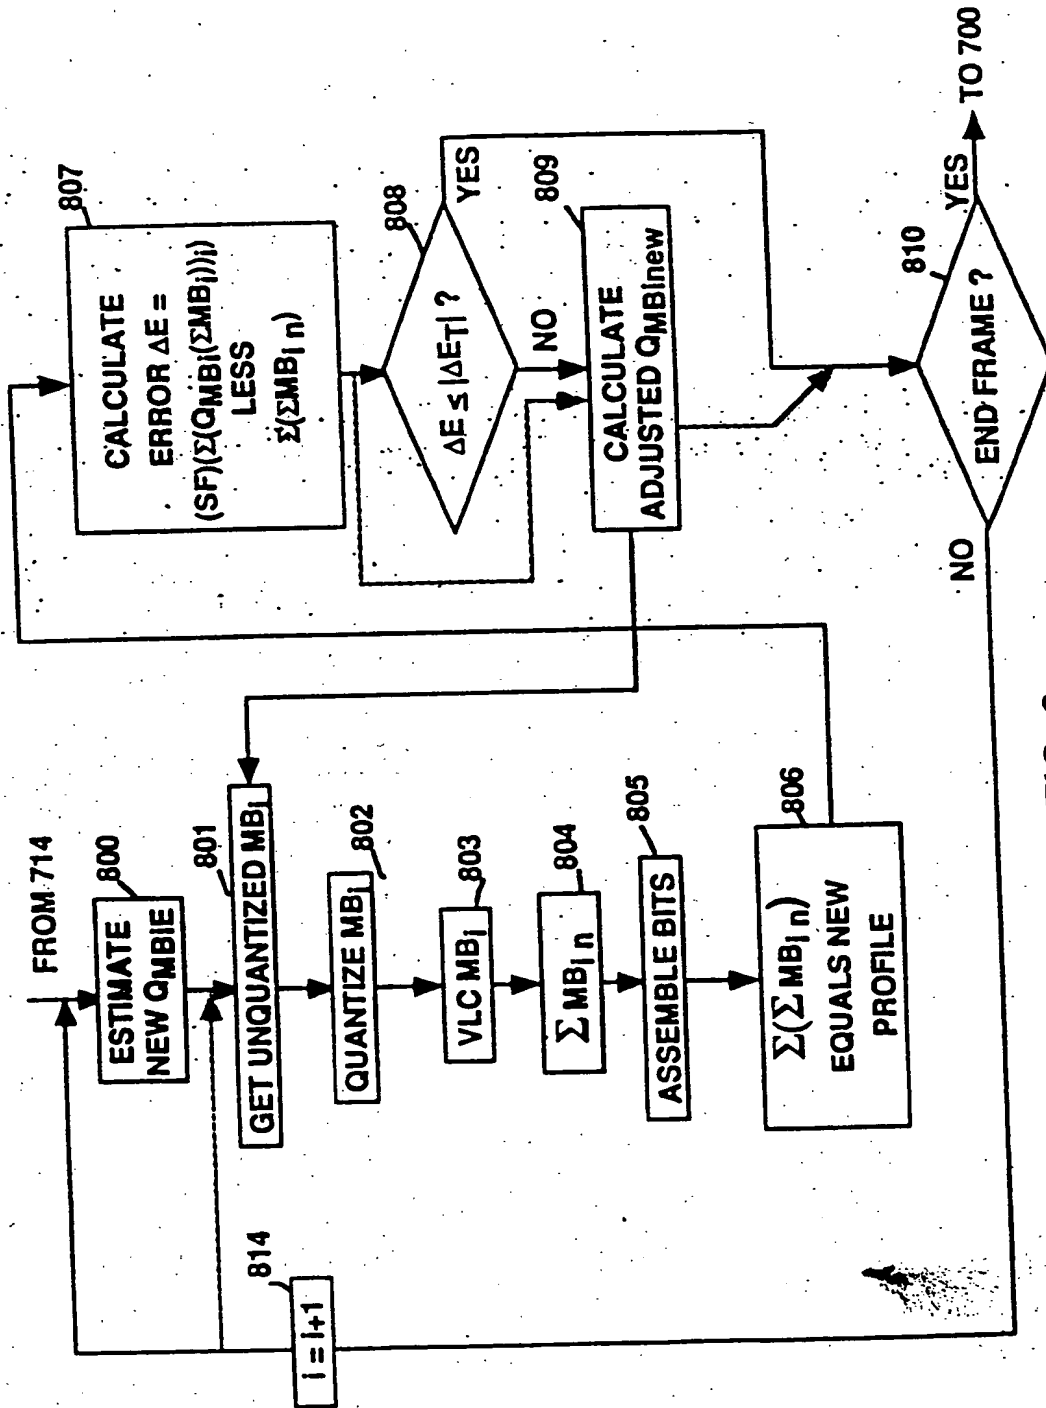 FROM 714
800
ESTIMATE
NEW QMBIE
801
GET UNQUANTIZED MBi
802
QUANTIZE MBi
803
VLC MBi
804
Σ MBi n
805
ASSEMBLE BITS
806
Σ(Σ MBi n)
EQUALS NEW
PROFILE
814
i = i+1
807
CALCULATE
ERROR ΔE =
(SF)(Σ(QMBi(ΣMBi))i)
LESS
Σ(ΣMBi n)
808
ΔE ≤ |ΔET| ?
YES
NO
809
CALCULATE
ADJUSTED QMBInew
810
END FRAME ?
YES
TO 700
NO